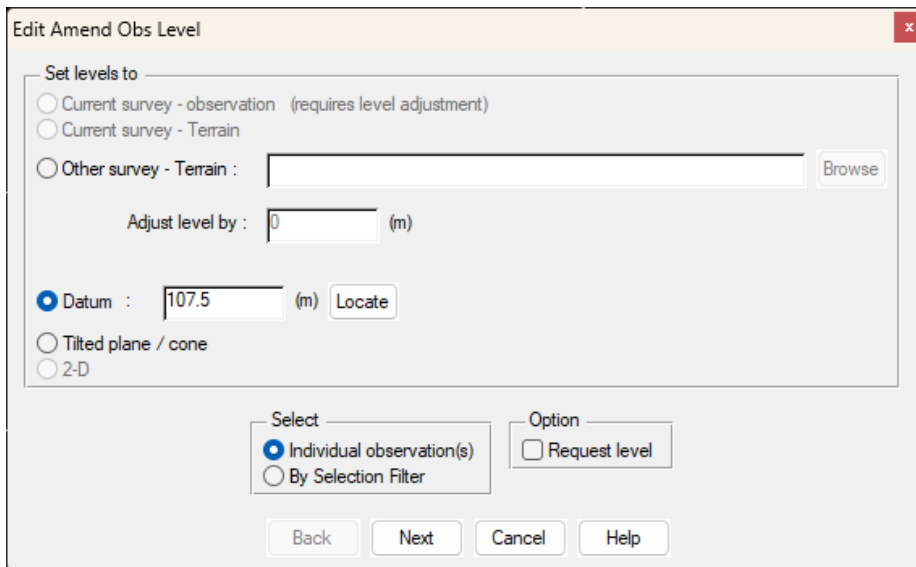 Edit Amend Obs Level
x
Set levels to
Current survey - observation (requires level adjustment)
Current survey - Terrain
Other survey - Terrain : Browse
Adjust level by : 0 (m)
Datum : 107.5 (m) Locate
Tilted plane / cone
2-D
Select
Individual observation(s)
By Selection Filter
Option
Request level
Back Next Cancel Help